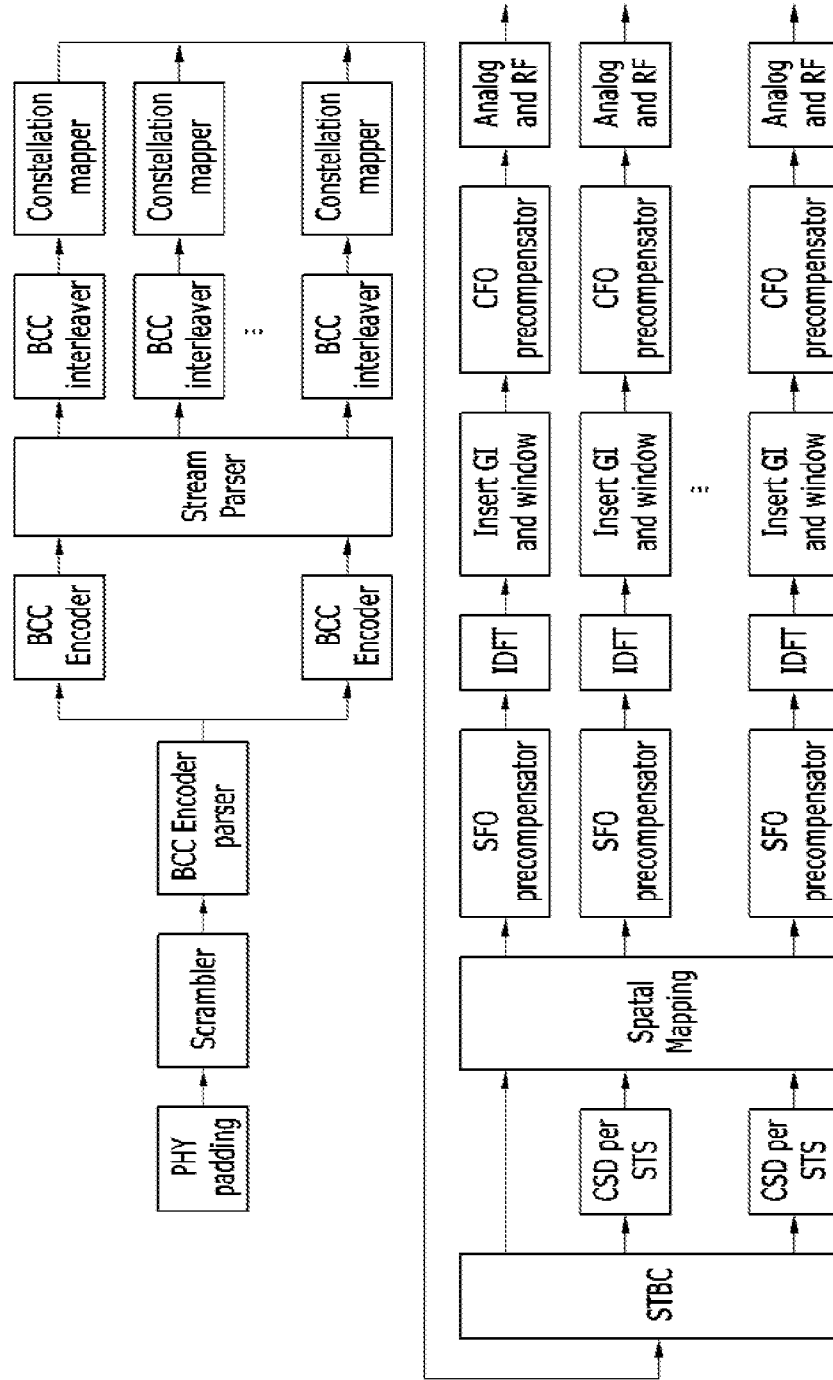 PHY
padding
Scrambler
BCC Encoder
parser
BCC
Encoder
BCC
Encoder
Stream
Parser
BCC
interleaver
Constellation
mapper
BCC
interleaver
Constellation
mapper
BCC
interleaver
Constellation
mapper
STBC
CSD per
STS
CSD per
STS
Spatal
Mapping
SFO
precompensator
IDFT
Insert GI
and window
CFO
precompensator
Analog
and RF
SFO
precompensator
IDFT
Insert GI
and window
CFO
precompensator
Analog
and RF
SFO
precompensator
IDFT
Insert GI
and window
CFO
precompensator
Analog
and RF